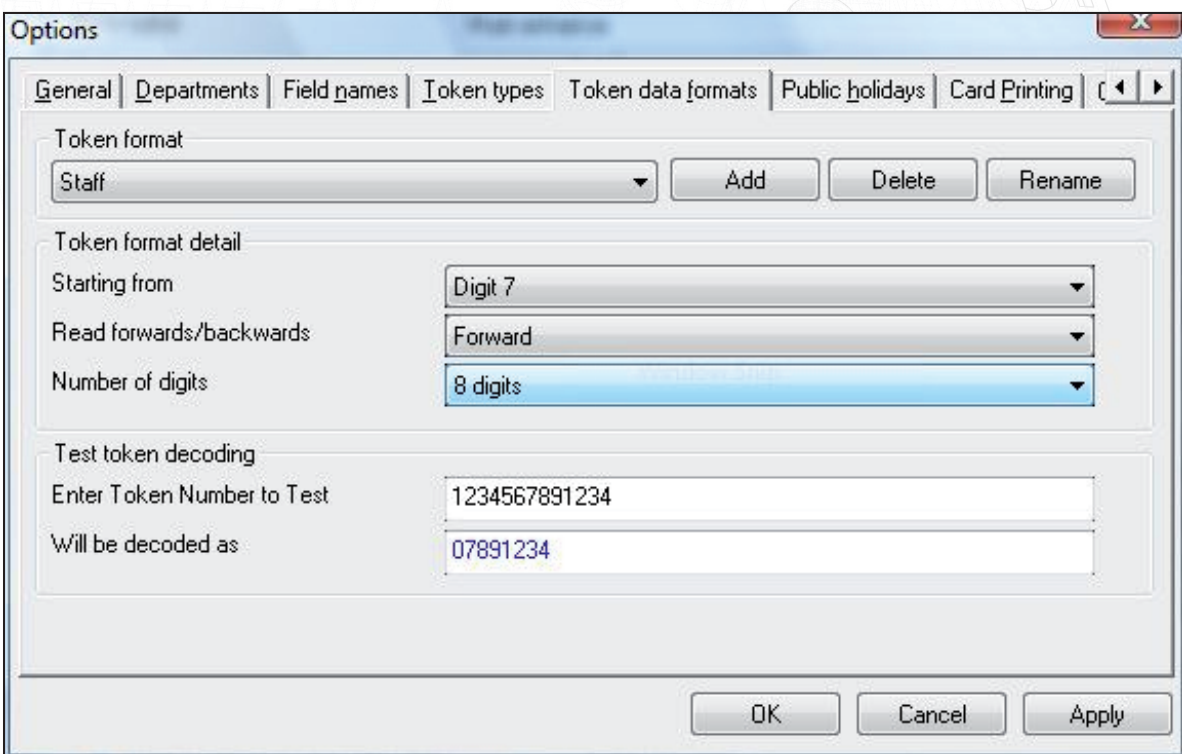 Options
General Departments Field names Token types Token data formats Public holidays Card Printing
Token format
Staff Add Delete Rename
Token format detail
Starting from Digit 7
Read forwards/backwards Forward
Number of digits 8 digits
Test token decoding
Enter Token Number to Test 1234567891234
Will be decoded as 07891234
OK Cancel Apply